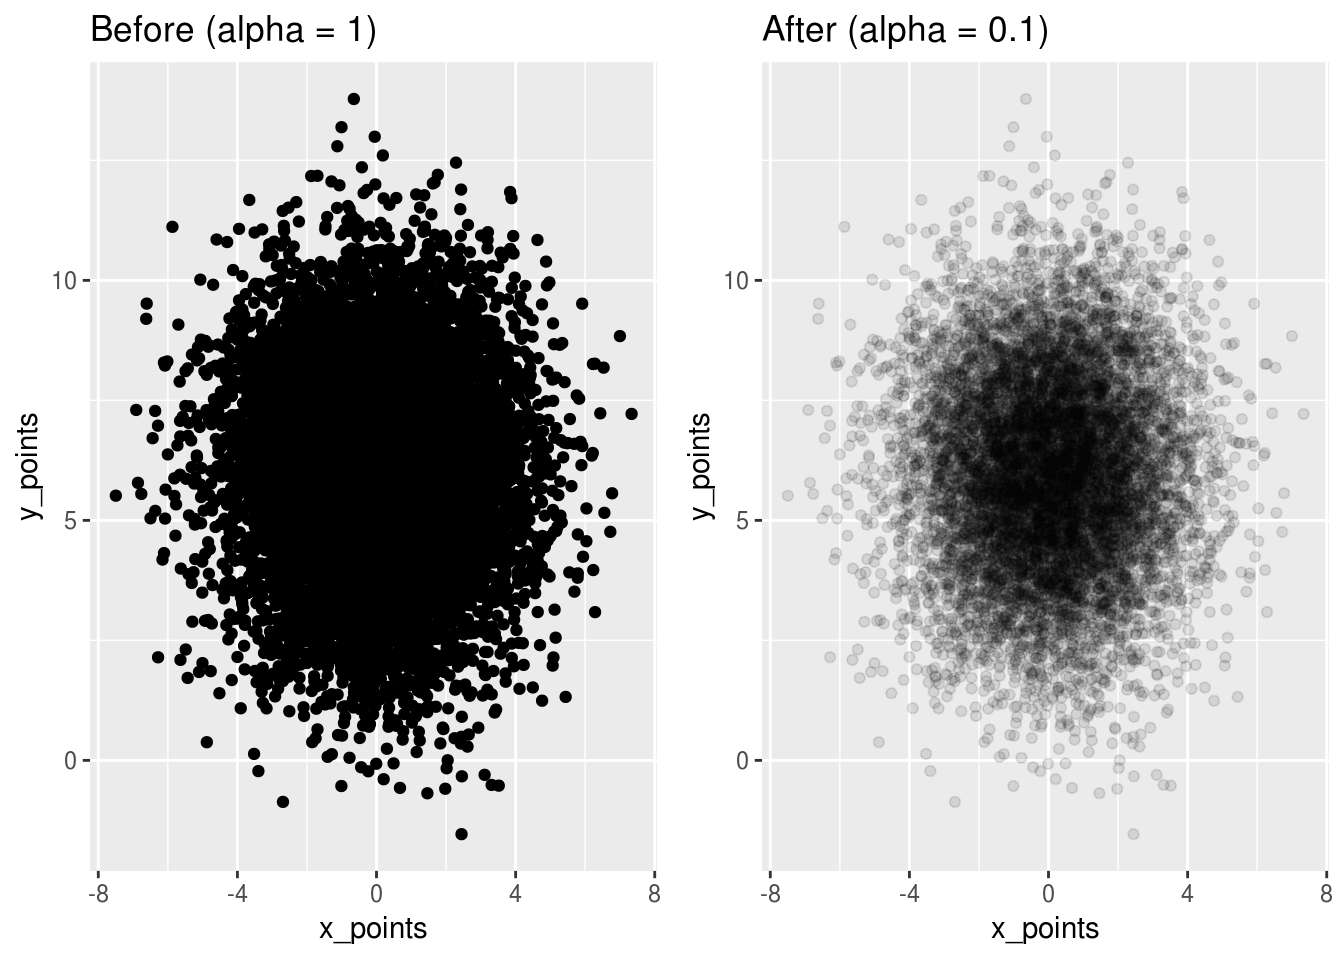 Before (alpha = 1)
y_points
10
5
0
-8 -4 0 4 8
x_points
After (alpha = 0.1)
y_points
10
5
0
-8 -4 0 4 8
x_points